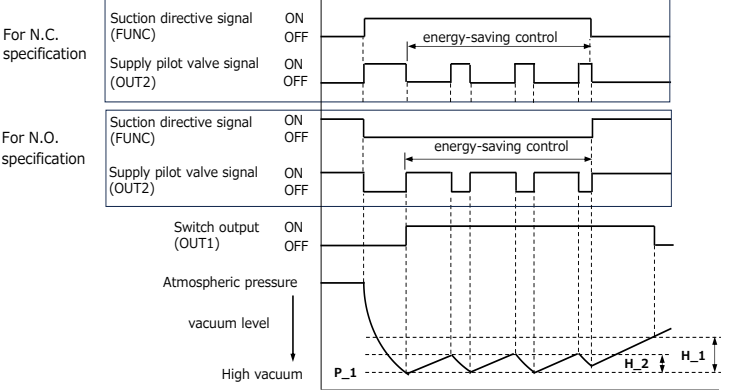 For N.C.
specification
Suction directive signal
(FUNC)
ON
OFF
energy-saving control
Supply pilot valve signal
(OUT2)
ON
OFF
For N.O.
specification
Suction directive signal
(FUNC)
ON
OFF
energy-saving control
Supply pilot valve signal
(OUT2)
ON
OFF
Switch output
(OUT1)
ON
OFF
Atmospheric pressure
vacuum level
High vacuum
P_1
H_2
H_1